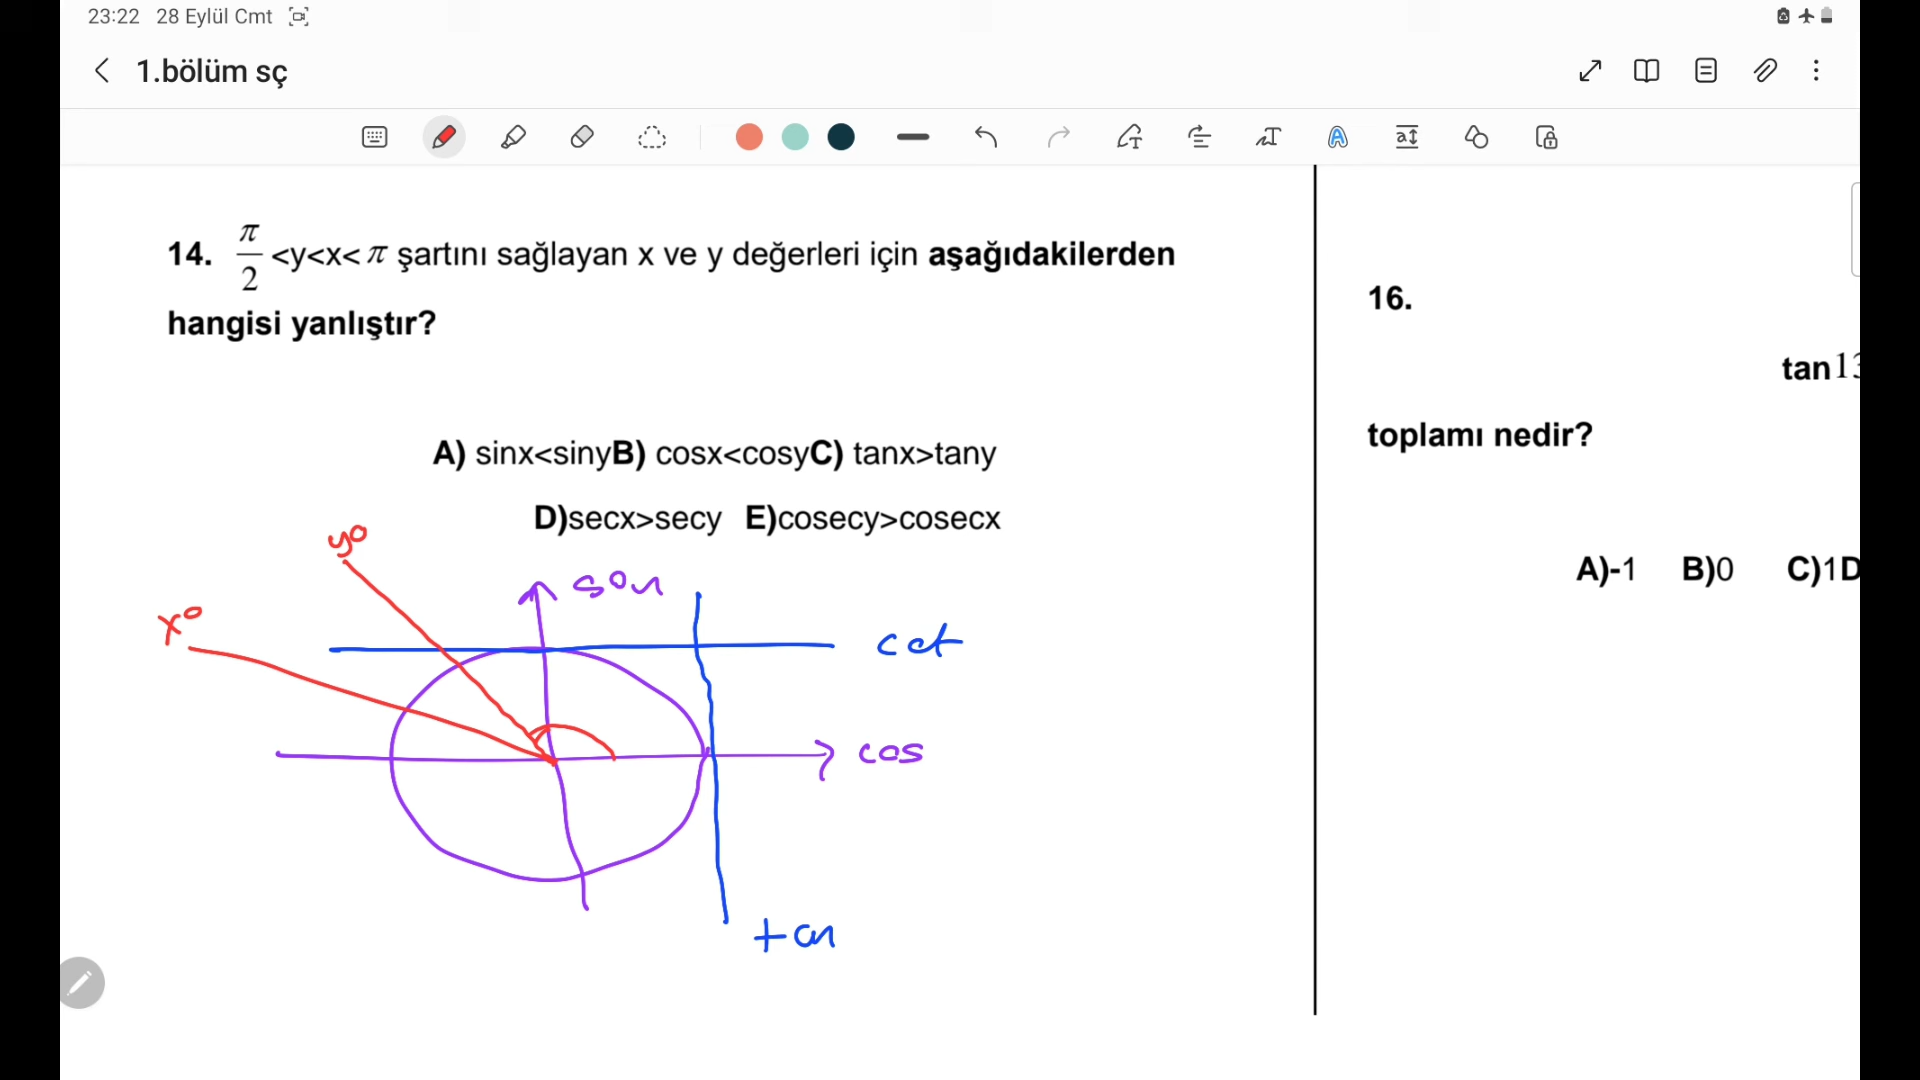 23:22 28 Eylül Cmt
1.bölüm sç
14. π/2 <y<x< π şartını sağlayan x ve y değerleri için aşağıdakilerden
hangisi yanlıştır?
A) sinx<sinyB) cosx<cosyC) tanx>tany
D)secx>secy E)cosecy>cosecx
y°
x°
sin
cot
cos
tan
16.
tan13
toplamı nedir?
A)-1 B)0 C)1D